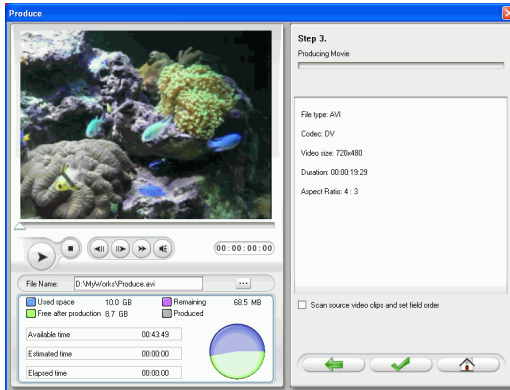 Produce
Step 3.
Producing Movie
File type: AVI
Codec: DV
Video size: 720x480
Duration: 00:00:19:29
Aspect Ratio: 4 : 3
00:00:00:00
File Name: D:\MyWorks\Produce.avi ...
Used space 10.0 GB Remaining 68.5 MB
Free after production 8.7 GB Produced
Available time 00:43:49
Estimated time 00:00:00
Elapsed time 00:00:00
Scan source video clips and set field order